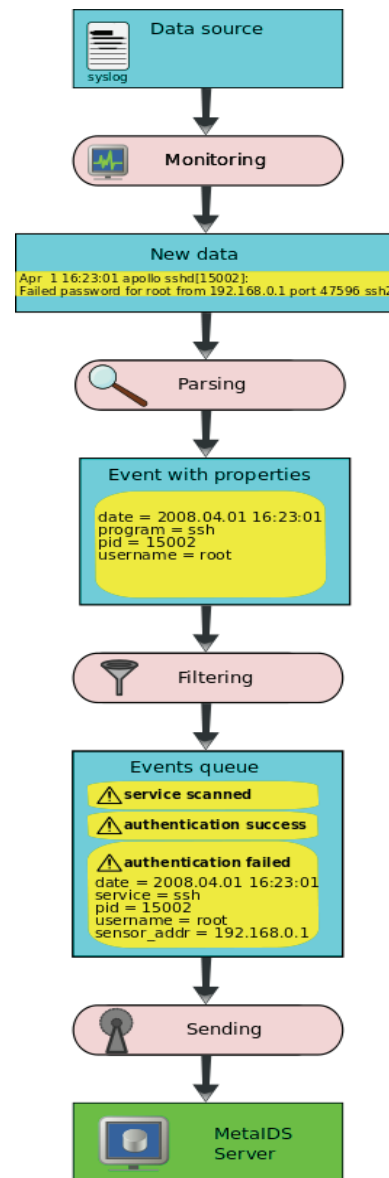 Data source
syslog
Monitoring
New data
Apr 1 16:23:01 apollo sshd[15002]:
Failed password for root from 192.168.0.1 port 47596 ssh2
Parsing
Event with properties
date = 2008.04.01 16:23:01
program = ssh
pid = 15002
username = root
Filtering
Events queue
service scanned
authentication success
authentication failed
date = 2008.04.01 16:23:01
service = ssh
pid = 15002
username = root
sensor_addr = 192.168.0.1
Sending
MetaIDS
Server